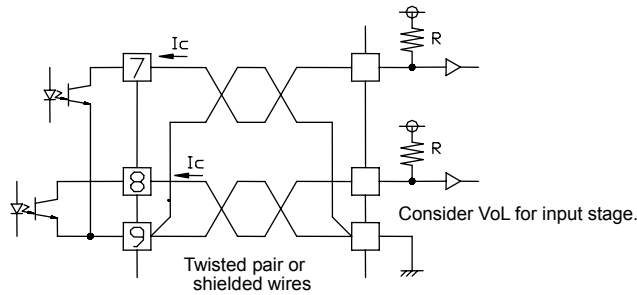 Ic
7
R
R
Ic
8
Consider VoL for input stage.
9
Twisted pair or
shielded wires